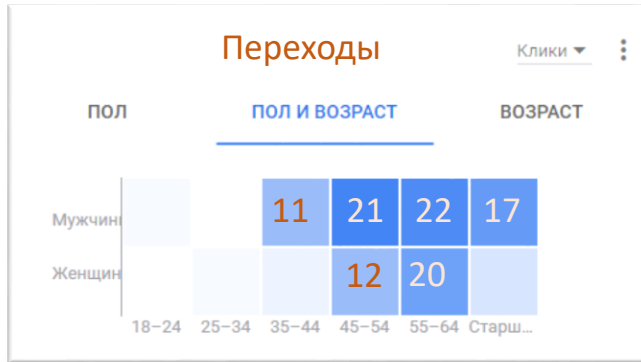 Переходы
Клики
ПОЛ
ПОЛ И ВОЗРАСТ
ВОЗРАСТ
Мужчины 11 21 22 17
Женщин 12 20
18–24 25–34 35–44 45–54 55–64 Старш...